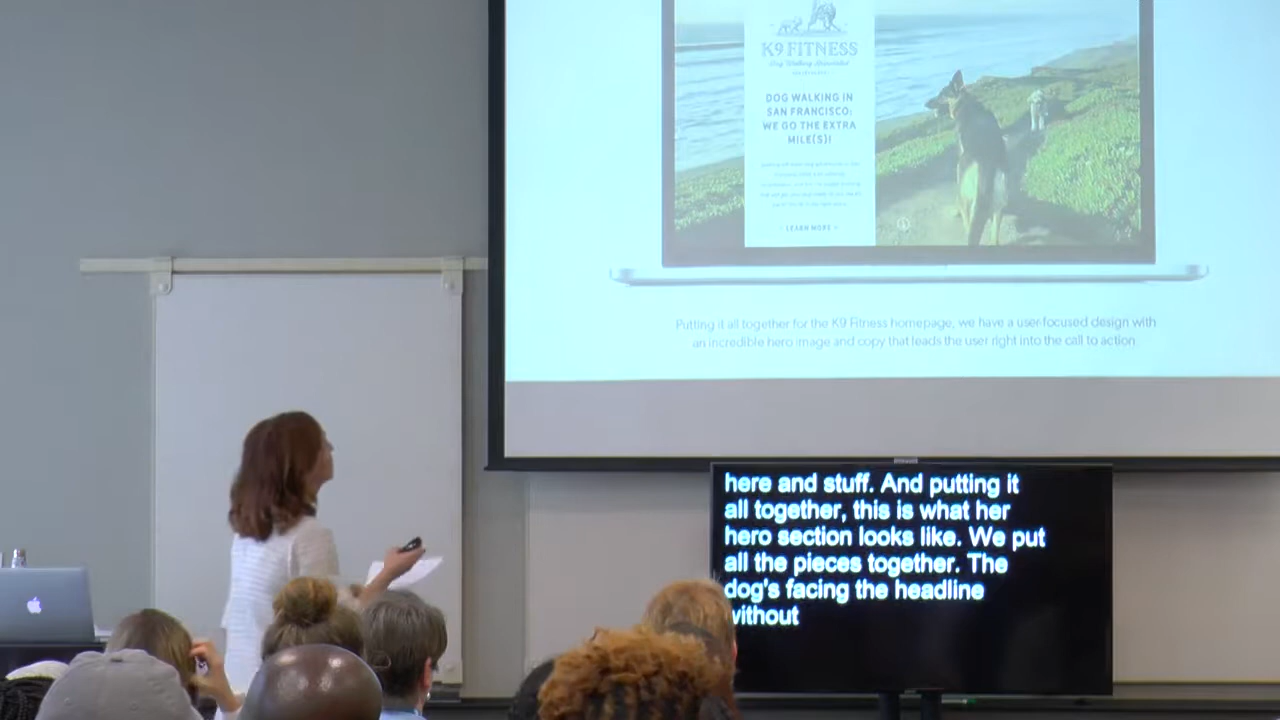 K9 FITNESS
Dog Walking
DOG WALKING IN
SAN FRANCISCO:
WE GO THE EXTRA
MILE(S)!
LEARN MORE
Putting it all together for the K9 Fitness homepage, we have a user-focused design with
an incredible hero image and copy that leads the user right into the call to action
here and stuff. And putting it
all together, this is what her
hero section looks like. We put
all the pieces together. The
dog's facing the headline
without